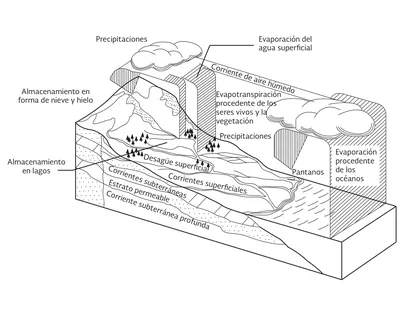 Precipitaciones
Evaporación del
agua superficial
Corriente de aire húmedo
Almacenamiento en
forma de nieve y hielo
Evapotranspiración
procedente de los
seres vivos y la
vegetación
Precipitaciones
Almacenamiento
en lagos
Desagüe superficial
Pantanos
Evaporación
procedente
de los
océanos
Corrientes superficiales
Corrientes subterráneas
Estrato permeable
Corriente subterránea profunda